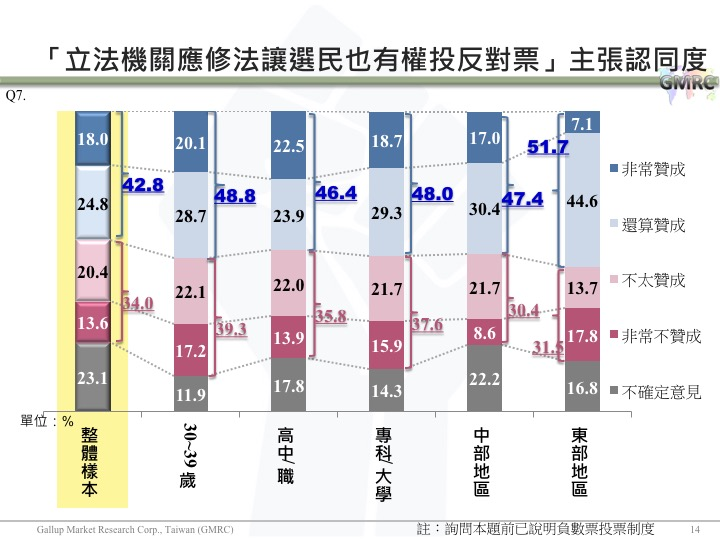 「立法機關應修法讓選民也有權投反對票」主張認同度
GMRC
Q7.
18.0
24.8
20.4
13.6
23.1
42.8
34.0
20.1
28.7
22.1
17.2
11.9
48.8
39.3
22.5
23.9
22.0
13.9
17.8
46.4
35.8
18.7
29.3
21.7
15.9
14.3
48.0
37.6
17.0
30.4
21.7
8.6
22.2
47.4
30.4
7.1
44.6
13.7
17.8
16.8
51.7
31.5
非常贊成
還算贊成
不太贊成
非常不贊成
不確定意見
單位：%
整體樣本
30~39歲
高中/職
專科/大學
中部地區
東部地區
Gallup Market Research Corp., Taiwan (GMRC)
註：詢問本題前已說明負數票投票制度
14